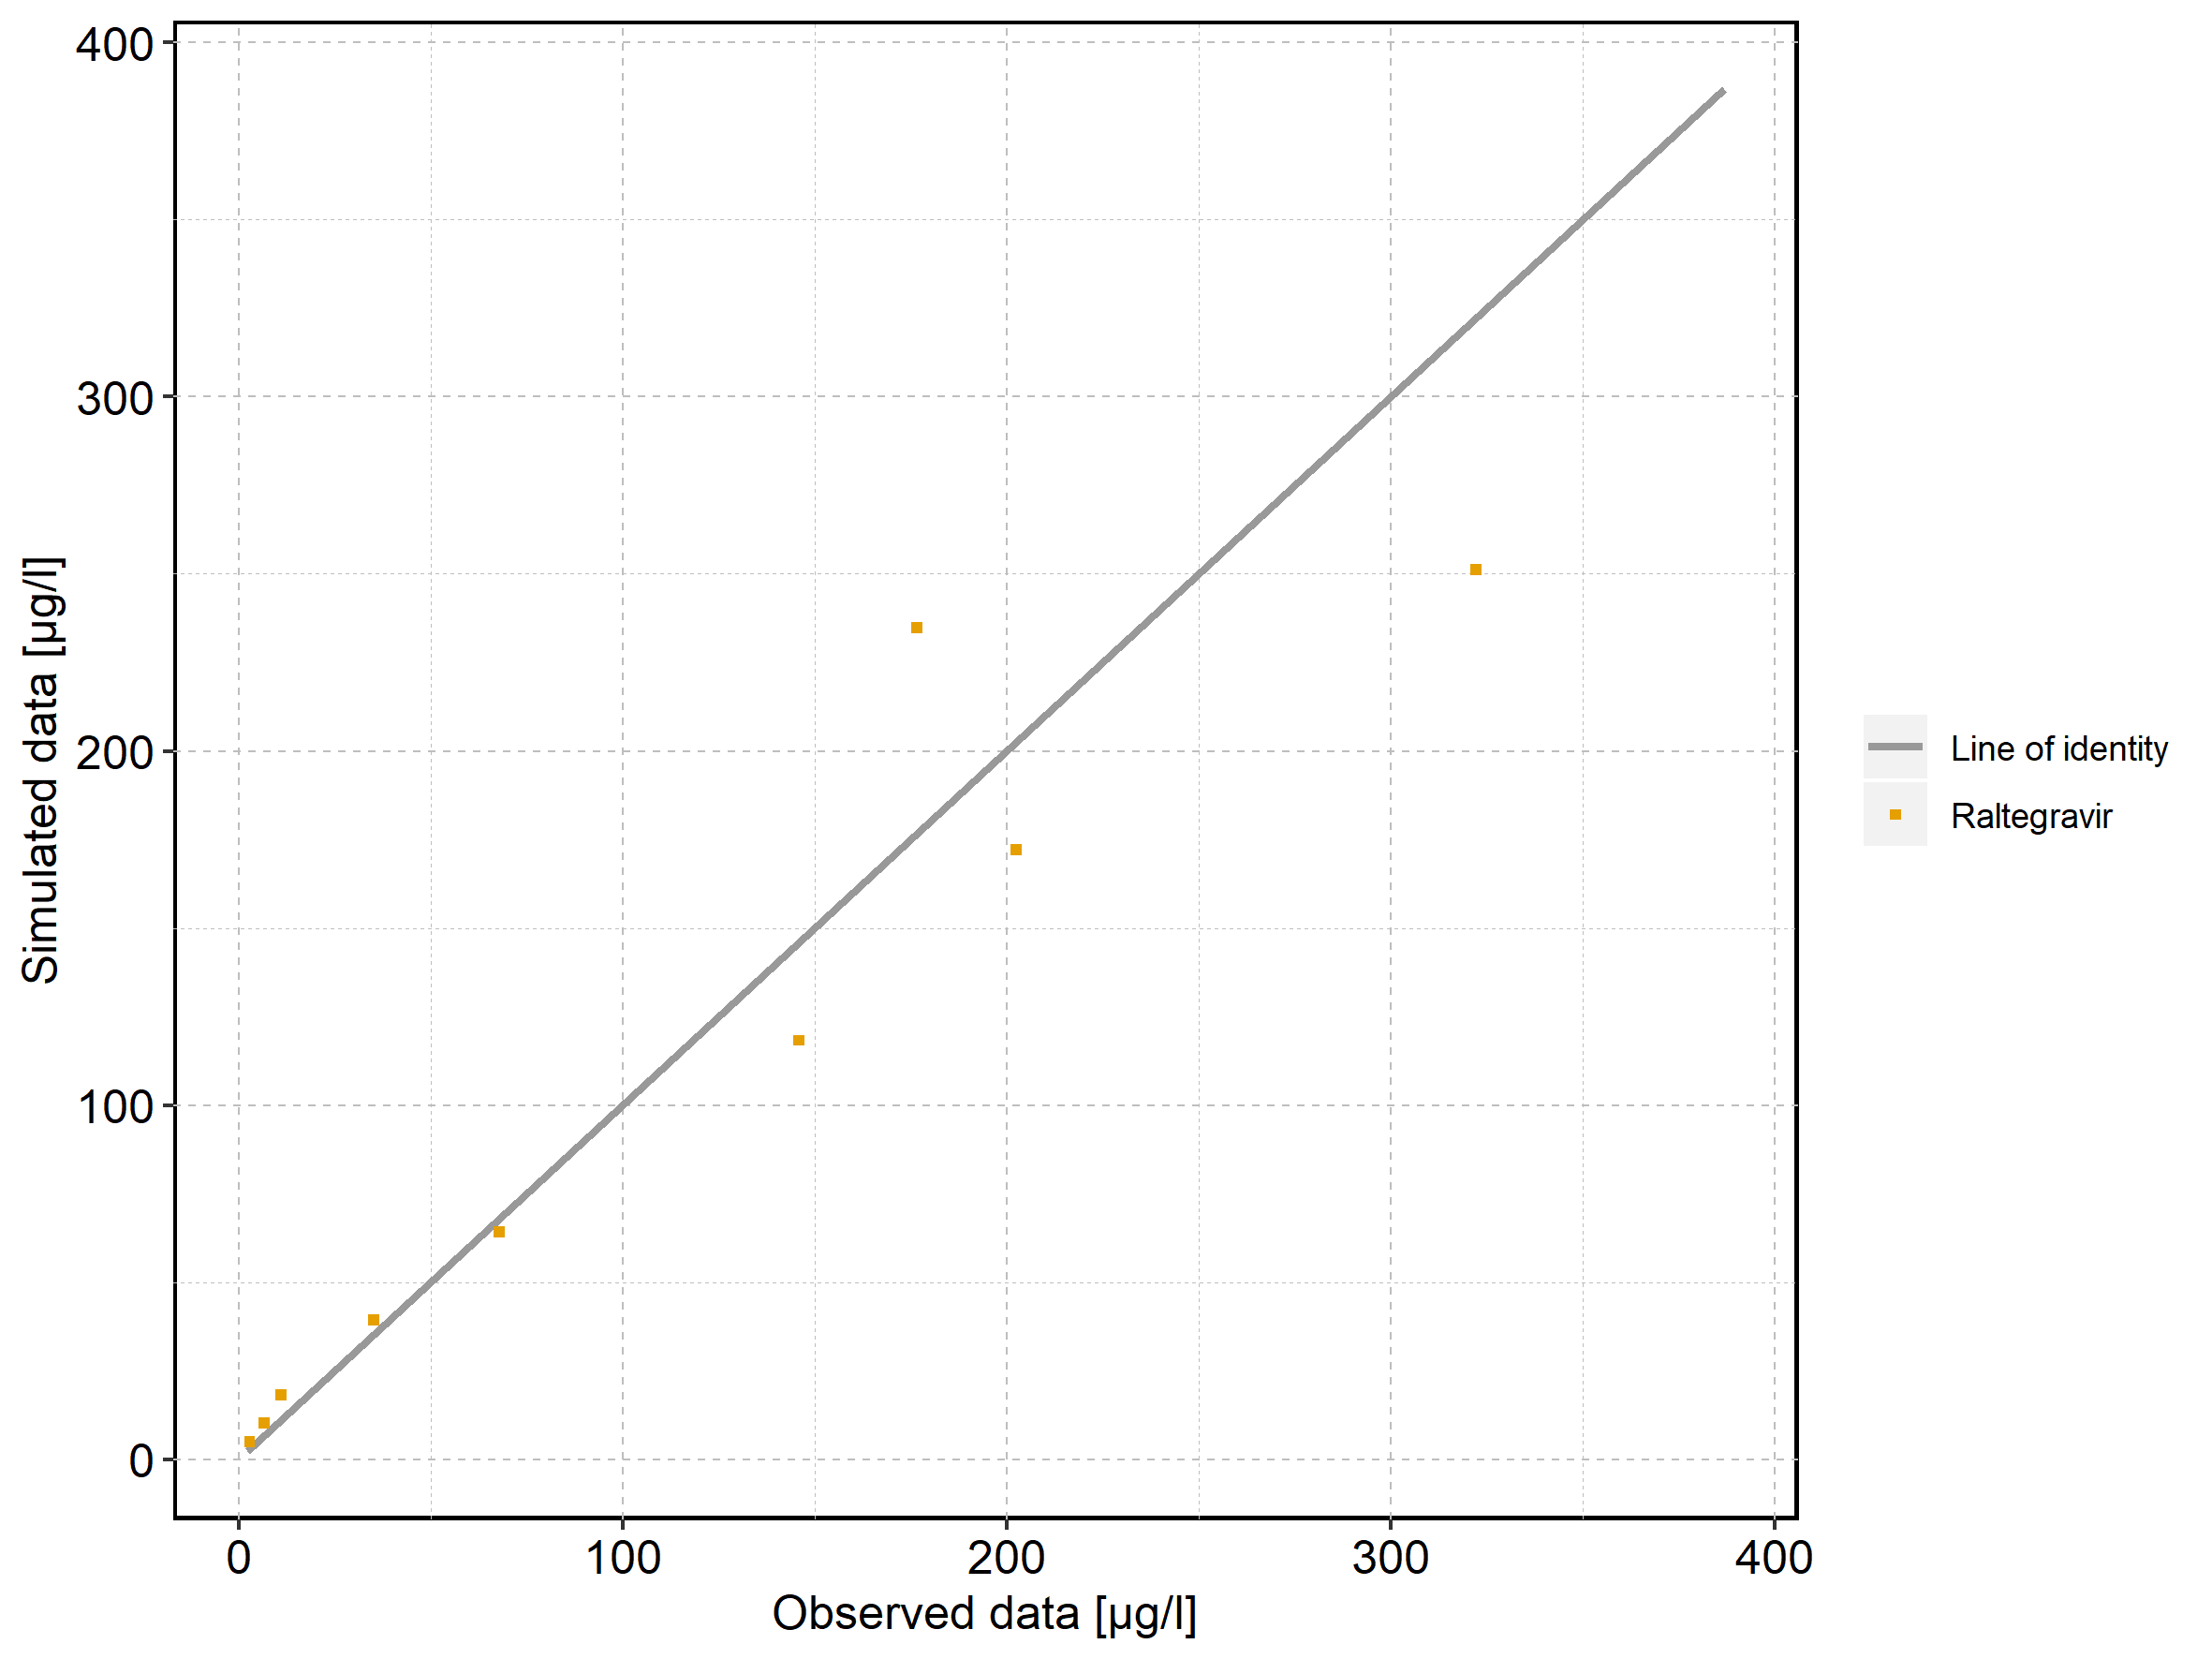 400
300
200
100
0
Simulated data [µg/l]
0 100 200 300 400
Observed data [µg/l]
Line of identity
Raltegravir